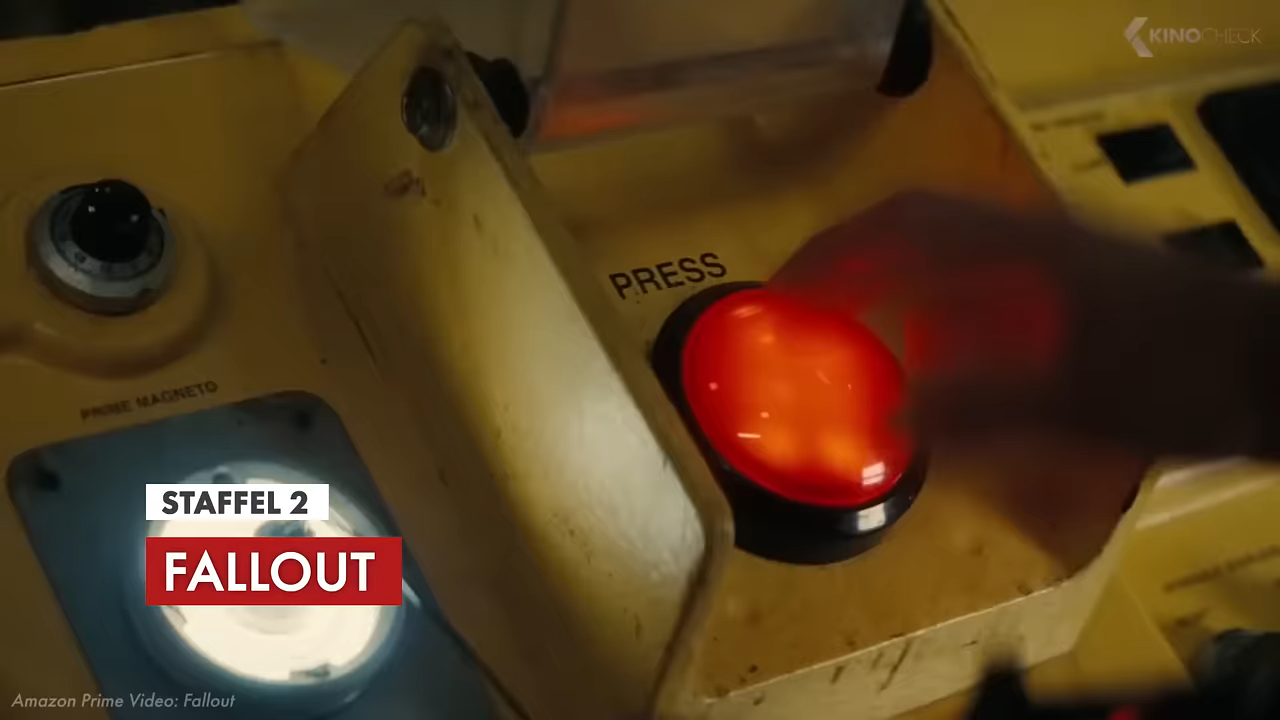 KINOCHECK
PRESS
PRIME MAGNETO
STAFFEL 2
FALLOUT
Amazon Prime Video: Fallout